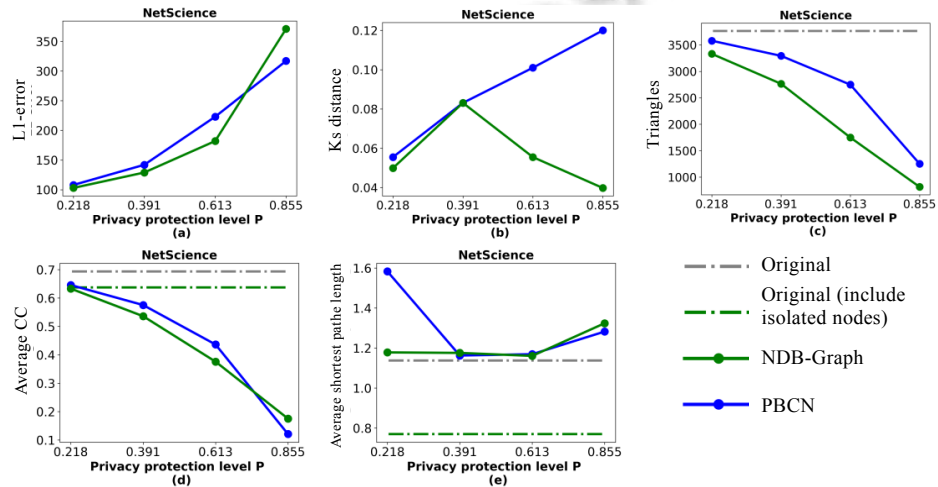 NetScience
L1-error
350
300
250
200
150
100
0.218 0.391 0.613 0.855
Privacy protection level P
(a)
NetScience
Ks distance
0.12
0.10
0.08
0.06
0.04
0.218 0.391 0.613 0.855
Privacy protection level P
(b)
NetScience
Triangles
3500
3000
2500
2000
1500
1000
0.218 0.391 0.613 0.855
Privacy protection level P
(c)
NetScience
Average CC
0.7
0.6
0.5
0.4
0.3
0.2
0.1
0.218 0.391 0.613 0.855
Privacy protection level P
(d)
NetScience
Average shortest pathe length
1.6
1.4
1.2
1.0
0.8
0.218 0.391 0.613 0.855
Privacy protection level P
(e)
Original
Original (include
isolated nodes)
NDB-Graph
PBCN